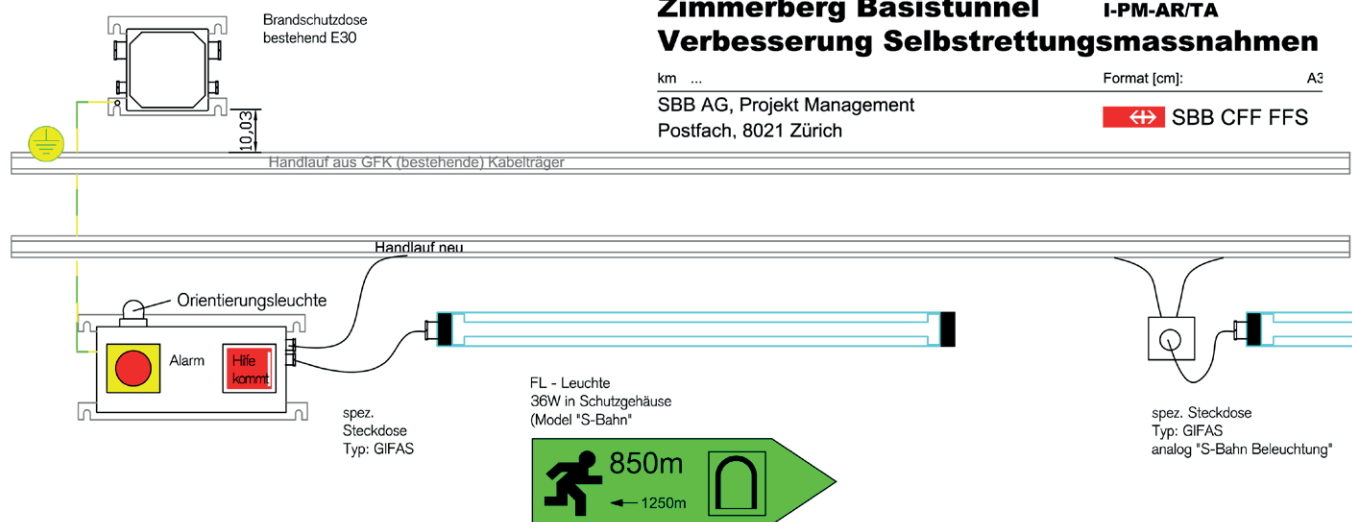 Brandschutzdose
bestehend E30
Zimmerberg Basistunnel I-PM-AR/TA
Verbesserung Selbstrettungsmassnahmen
km ... Format [cm]: A3
SBB AG, Projekt Management
Postfach, 8021 Zürich
SBB CFF FFS
10,03
Handlauf aus GFK (bestehende) Kabelträger
Handlauf neu
Orientierungsleuchte
Alarm
Hilfe
kommt
spez.
Steckdose
Typ: GIFAS
FL - Leuchte
36W in Schutzgehäuse
(Model "S-Bahn"
850m
1250m
spez. Steckdose
Typ: GIFAS
analog "S-Bahn Beleuchtung"